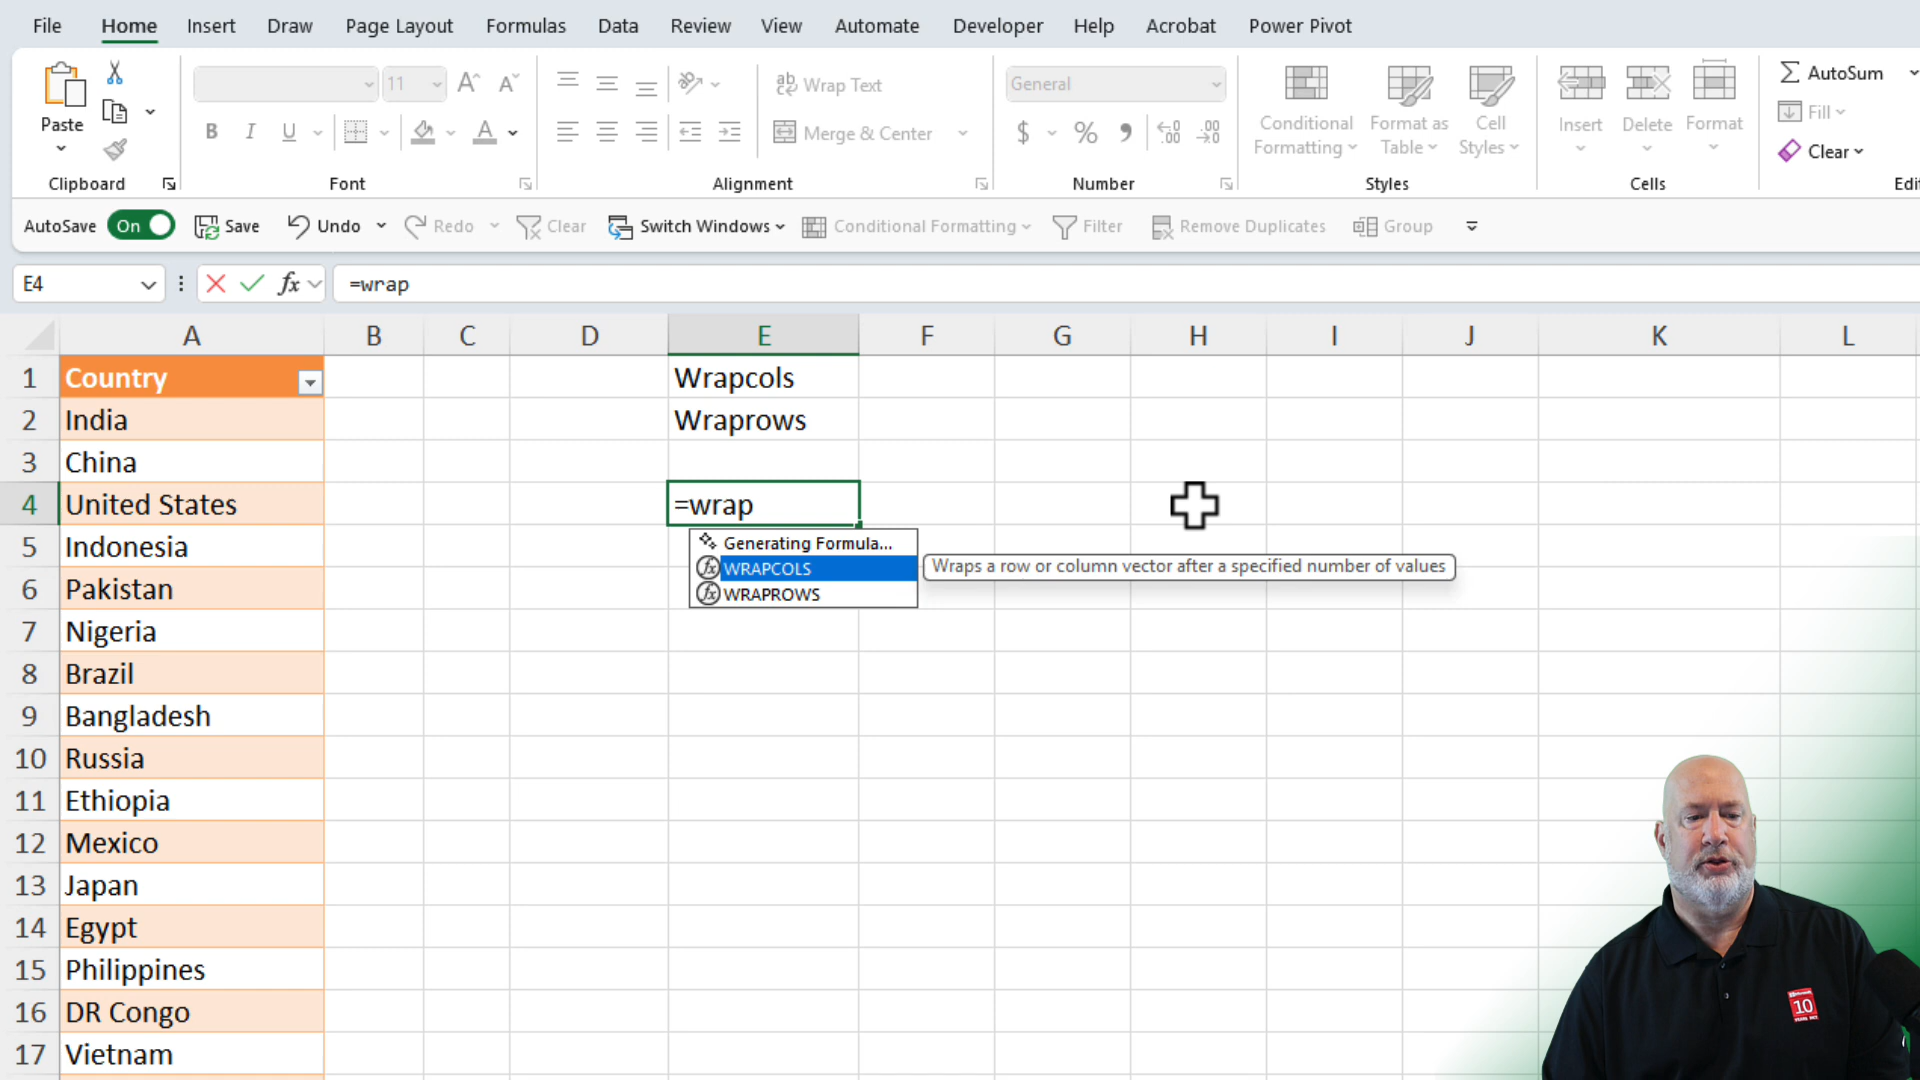 File Home Insert Draw Page Layout Formulas Data Review View Automate Developer Help Acrobat Power Pivot
Paste
Clipboard
11
B I U
Font
Wrap Text
Merge & Center
Alignment
General
$ % 9
Number
Conditional Formatting
Format as Table
Cell Styles
Styles
Insert Delete Format
Cells
AutoSum
Fill
Clear
AutoSave On Save Undo Redo Clear Switch Windows Conditional Formatting Filter Remove Duplicates Group
E4 fx =wrap
A B C D E F G H I J K L
1 Country Wrapcols
2 India Wraprows
3 China
4 United States =wrap
Generating Formula...
5 Indonesia
WRAPCOLS Wraps a row or column vector after a specified number of values
6 Pakistan
WRAPROWS
7 Nigeria
8 Brazil
9 Bangladesh
10 Russia
11 Ethiopia
12 Mexico
13 Japan
14 Egypt
15 Philippines
16 DR Congo
17 Vietnam
10